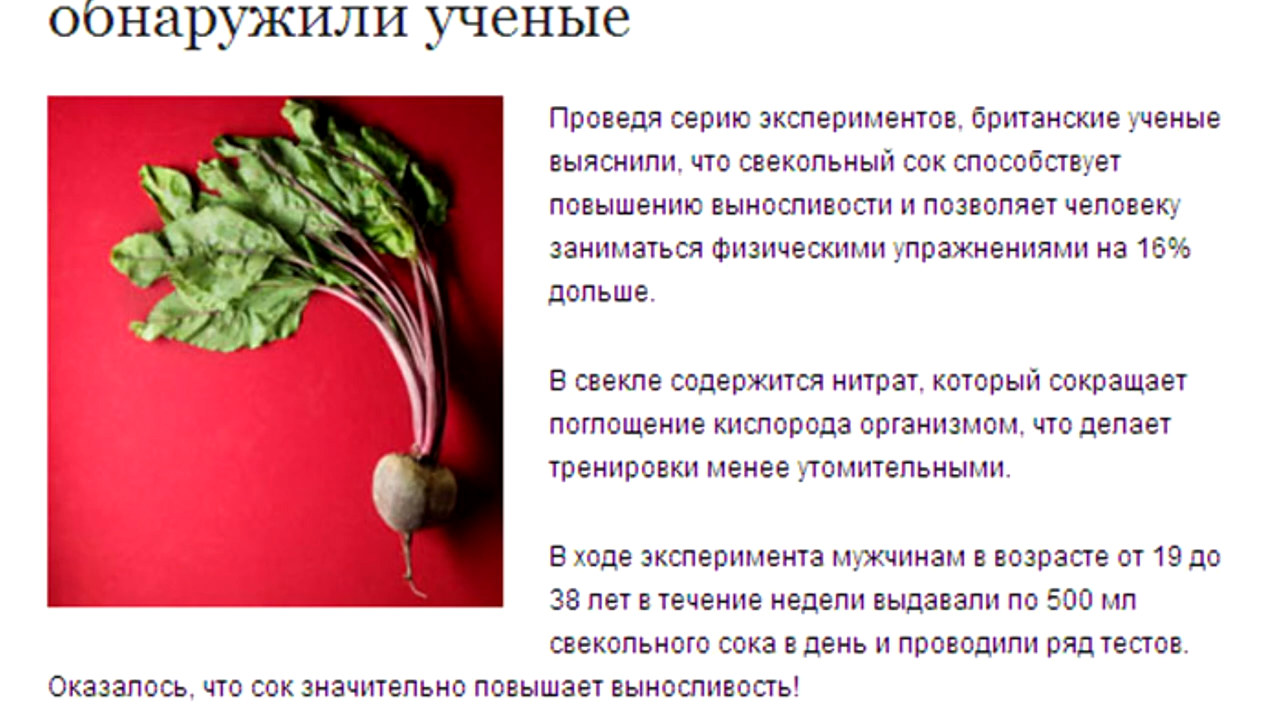 обнаружили ученые
Проведя серию экспериментов, британские ученые
выяснили, что свекольный сок способствует
повышению выносливости и позволяет человеку
заниматься физическими упражнениями на 16%
дольше.
В свекле содержится нитрат, который сокращает
поглощение кислорода организмом, что делает
тренировки менее утомительными.
В ходе эксперимента мужчинам в возрасте от 19 до
38 лет в течение недели выдавали по 500 мл
свекольного сока в день и проводили ряд тестов.
Оказалось, что сок значительно повышает выносливость!